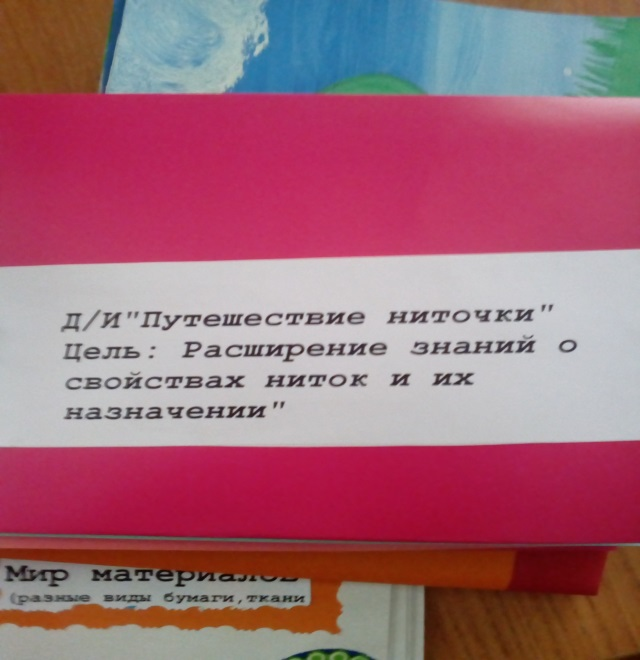 Д/И"Путешествие ниточки"
Цель: Расширение знаний о
свойствах ниток и их
назначении"
Мир материалов
(разные виды бумаги,ткани